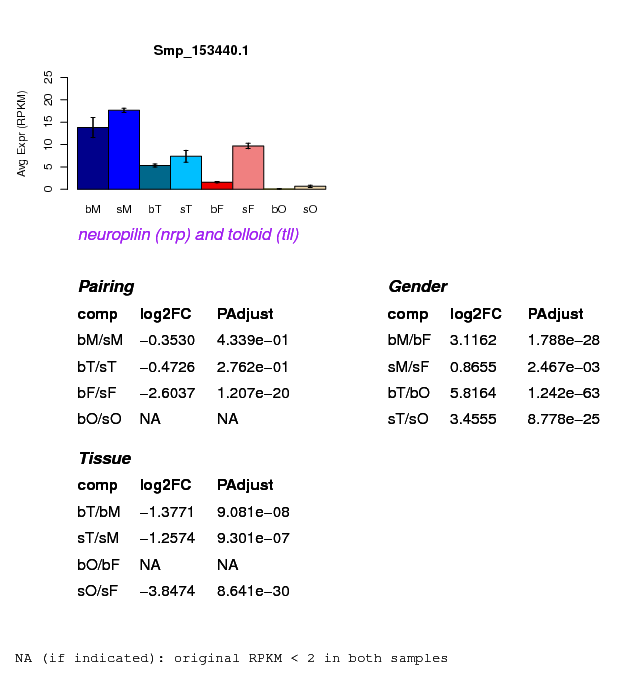 Smp_153440.1
Avg Expr (RPKM)
25
20
15
10
5
0
bM sM bT sT bF sF bO sO
neuropilin (nrp) and tolloid (tll)
Pairing
comp log2FC PAdjust
bM/sM −0.3530 4.339e−01
bT/sT −0.4726 2.762e−01
bF/sF −2.6037 1.207e−20
bO/sO NA NA
Gender
comp log2FC PAdjust
bM/bF 3.1162 1.788e−28
sM/sF 0.8655 2.467e−03
bT/bO 5.8164 1.242e−63
sT/sO 3.4555 8.778e−25
Tissue
comp log2FC PAdjust
bT/bM −1.3771 9.081e−08
sT/sM −1.2574 9.301e−07
bO/bF NA NA
sO/sF −3.8474 8.641e−30
NA (if indicated): original RPKM < 2 in both samples